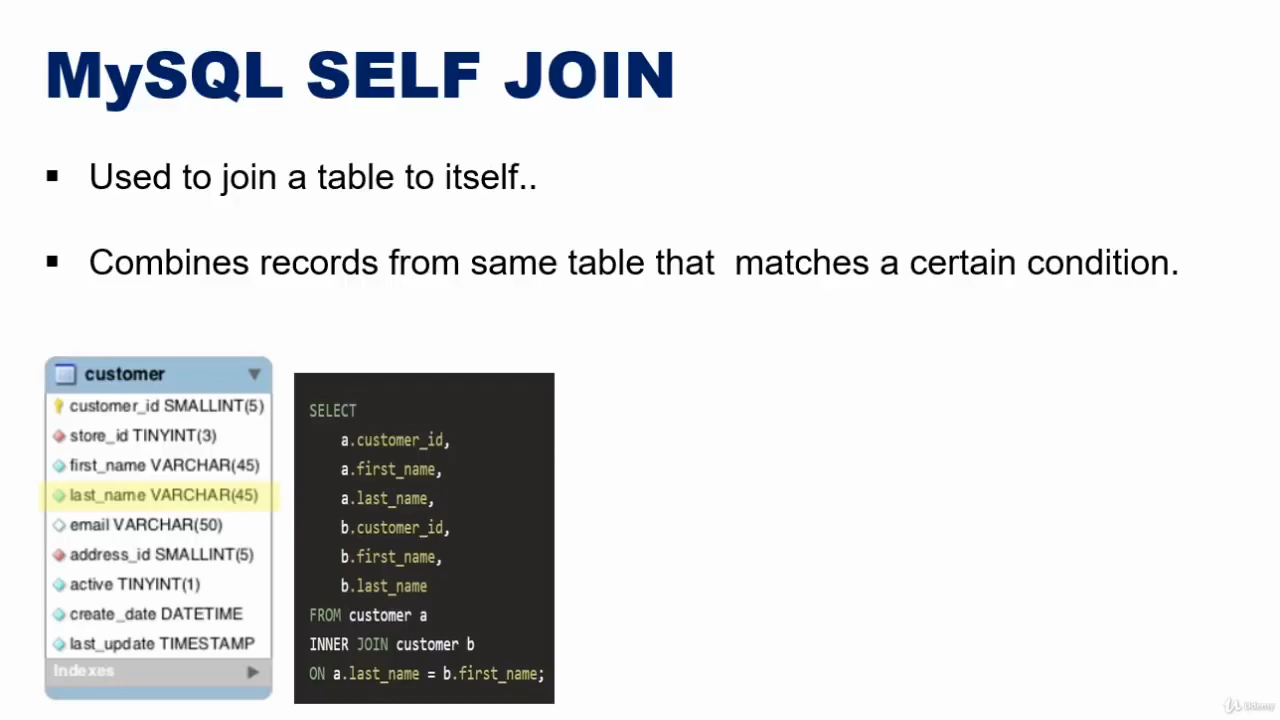 MySQL SELF JOIN
▪ Used to join a table to itself..
▪ Combines records from same table that  matches a certain condition.
customer
customer_id SMALLINT(5)
store_id TINYINT(3)
first_name VARCHAR(45)
last_name VARCHAR(45)
email VARCHAR(50)
address_id SMALLINT(5)
active TINYINT(1)
create_date DATETIME
last_update TIMESTAMP
Indexes
SELECT
a.customer_id,
a.first_name,
a.last_name,
b.customer_id,
b.first_name,
b.last_name
FROM customer a
INNER JOIN customer b
ON a.last_name = b.first_name;
Udemy